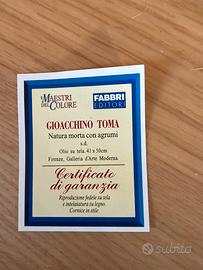 I MAESTRI
DEL COLORE
FABBRI
EDITORI
GIOACCHINO TOMA
Natura morta con agrumi
s.d.
Olio su tela, 41 x 50cm
Firenze, Galleria d'Arte Moderna.
Certificato
di garanzia
Riproduzione fedele su tela
e intelaiatura su legno.
Cornice in stile.
subito